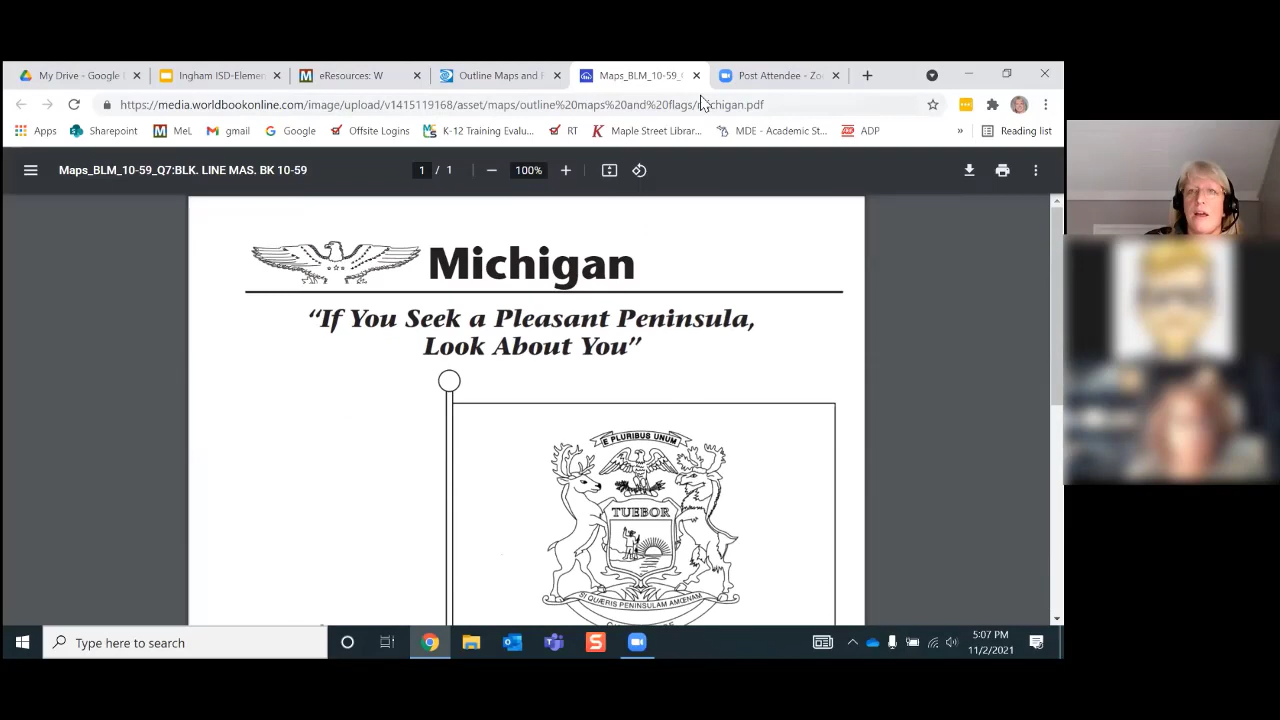 My Drive - Google
Ingham ISD-Elemen
eResources: W
Outline Maps and
Maps_BLM_10-59_
Post Attendee - Zo
https://media.worldbookonline.com/image/upload/v1415119168/asset/maps/outline%20maps%20and%20flags/michigan.pdf
Apps
Sharepoint
MeL
gmail
Google
Offsite Logins
K-12 Training Evalu...
RT
Maple Street Librar...
MDE - Academic St...
ADP
»
Reading list
Maps_BLM_10-59_Q7:BLK. LINE MAS. BK 10-59
1 / 1
100%
Michigan
“If You Seek a Pleasant Peninsula,
Look About You”
E PLURIBUS UNUM
TUEBOR
SI QUÆRIS PENINSULAM AMŒNAM
Type here to search
5:07 PM
11/2/2021